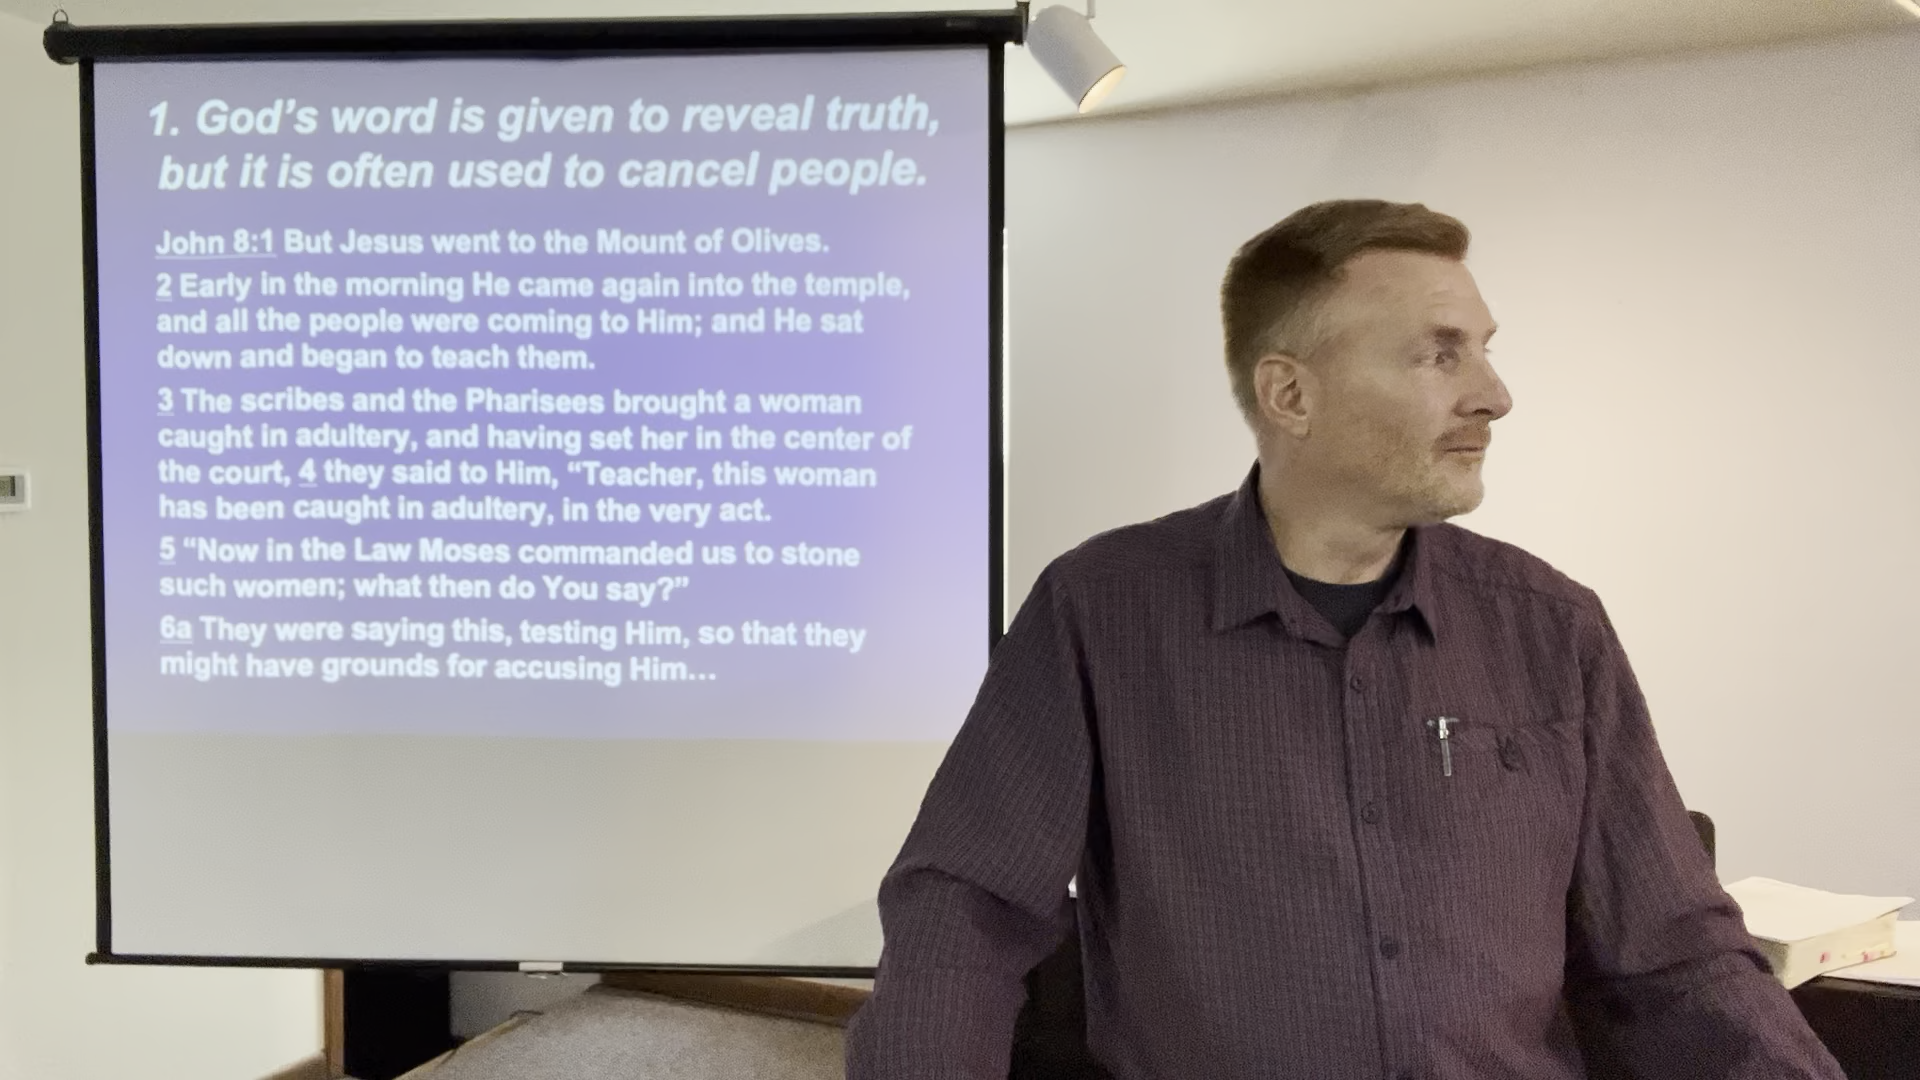 1. God’s word is given to reveal truth,
but it is often used to cancel people.
John 8:1 But Jesus went to the Mount of Olives.
2 Early in the morning He came again into the temple,
and all the people were coming to Him; and He sat
down and began to teach them.
3 The scribes and the Pharisees brought a woman
caught in adultery, and having set her in the center of
the court, 4 they said to Him, “Teacher, this woman
has been caught in adultery, in the very act.
5 “Now in the Law Moses commanded us to stone
such women; what then do You say?”
6a They were saying this, testing Him, so that they
might have grounds for accusing Him…